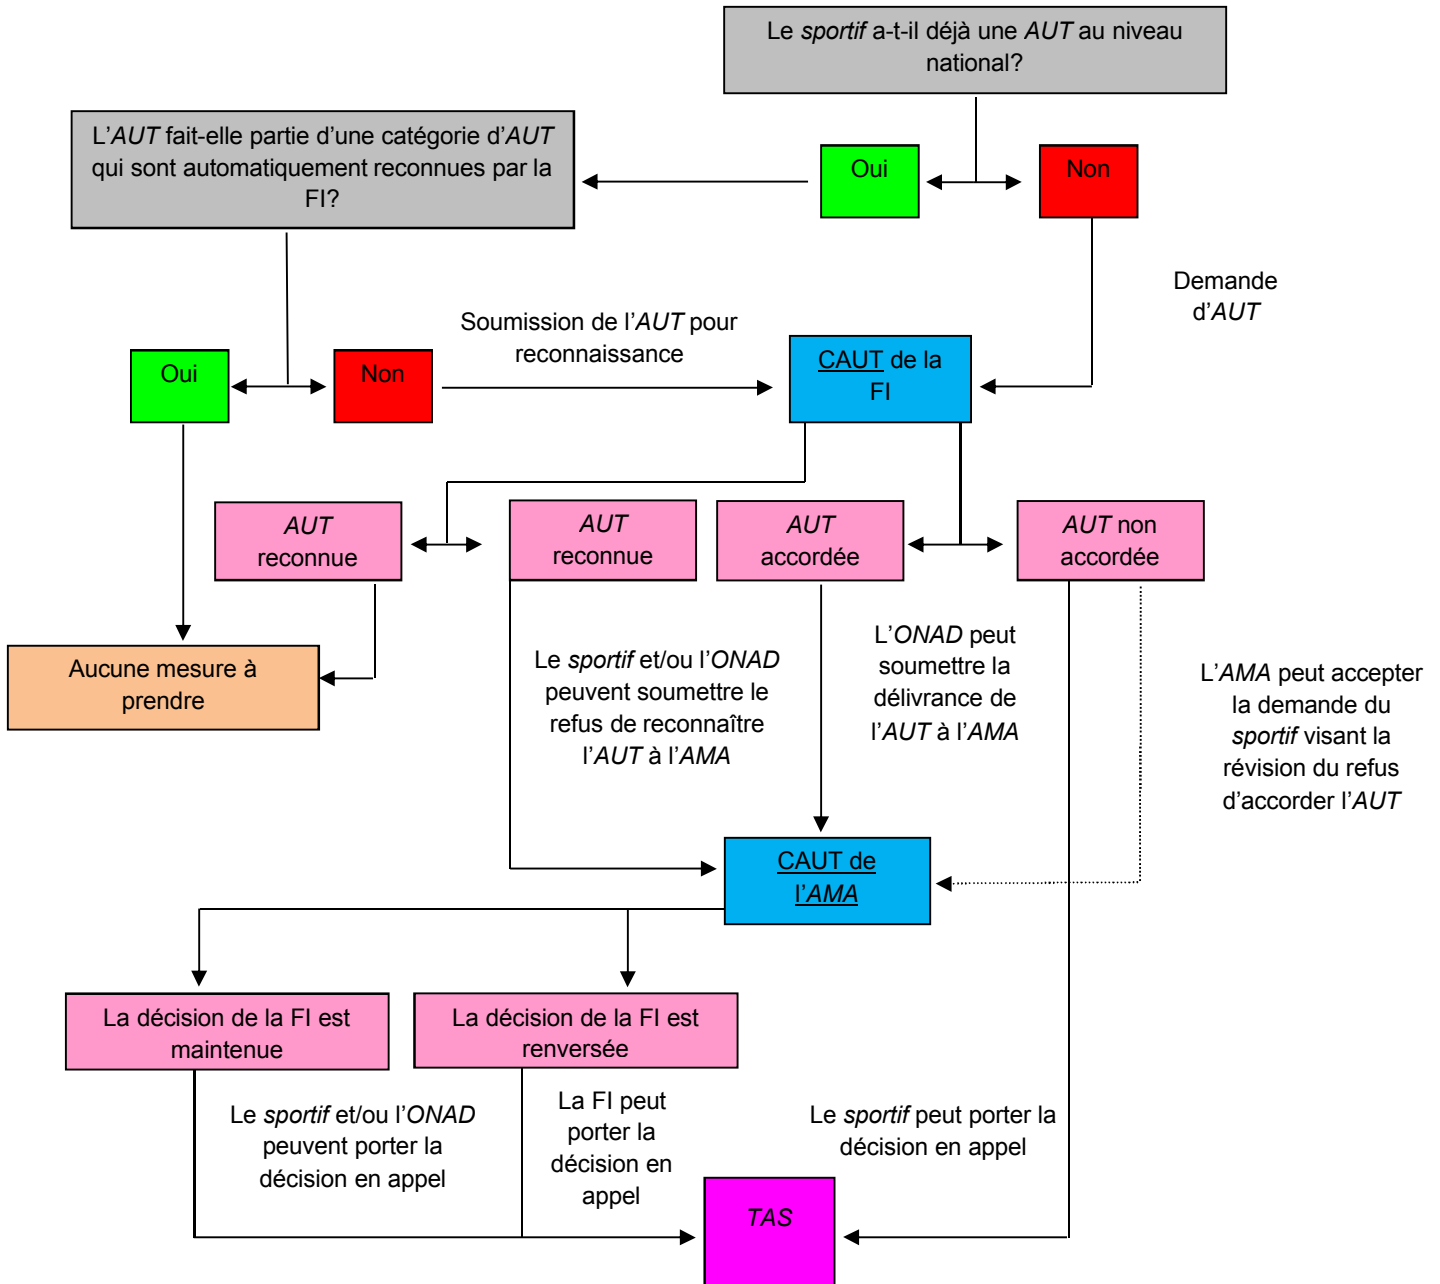 Le sportif a-t-il déjà une AUT au niveau
national?
L'AUT fait-elle partie d'une catégorie d'AUT
qui sont automatiquement reconnues par la
FI?
Oui
Non
Demande
d'AUT
Soumission de l'AUT pour
reconnaissance
Oui
Non
CAUT de la
FI
AUT
reconnue
AUT
reconnue
AUT
accordée
AUT non
accordée
Aucune mesure à
prendre
Le sportif et/ou l'ONAD
peuvent soumettre le
refus de reconnaître
l'AUT à l'AMA
L'ONAD peut
soumettre la
délivrance de
l'AUT à l'AMA
L'AMA peut accepter
la demande du
sportif visant la
révision du refus
d'accorder l'AUT
CAUT de
l'AMA
La décision de la FI est
maintenue
La décision de la FI est
renversée
Le sportif et/ou l'ONAD
peuvent porter la
décision en appel
La FI peut
porter la
décision en
appel
Le sportif peut porter la
décision en appel
TAS